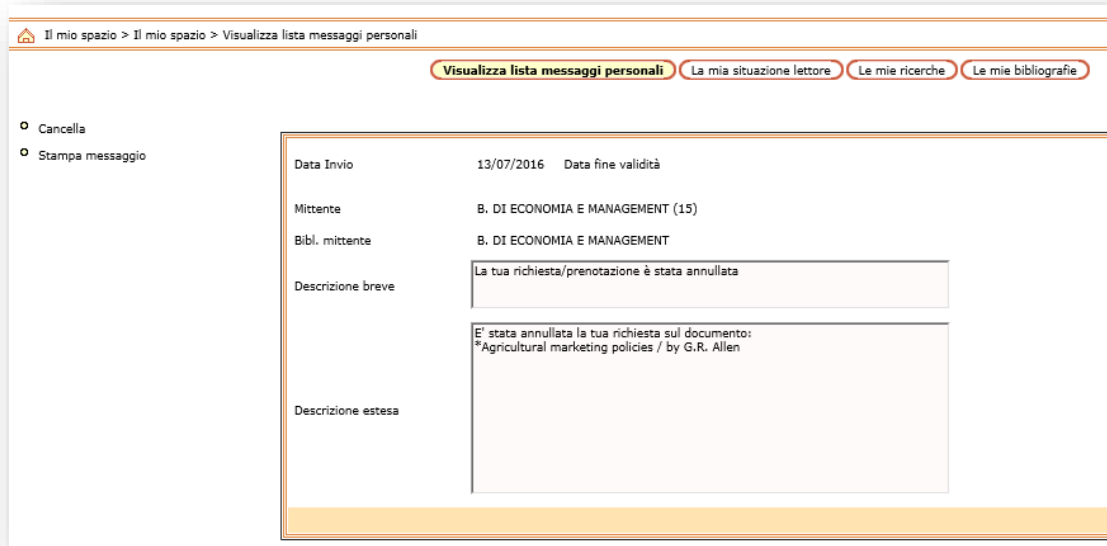 Il mio spazio > Il mio spazio > Visualizza lista messaggi personali
Visualizza lista messaggi personali La mia situazione lettore Le mie ricerche Le mie bibliografie
Cancella
Stampa messaggio
Data Invio 13/07/2016 Data fine validità
Mittente B. DI ECONOMIA E MANAGEMENT (15)
Bibl. mittente B. DI ECONOMIA E MANAGEMENT
Descrizione breve La tua richiesta/prenotazione è stata annullata
Descrizione estesa E' stata annullata la tua richiesta sul documento:
*Agricultural marketing policies / by G.R. Allen